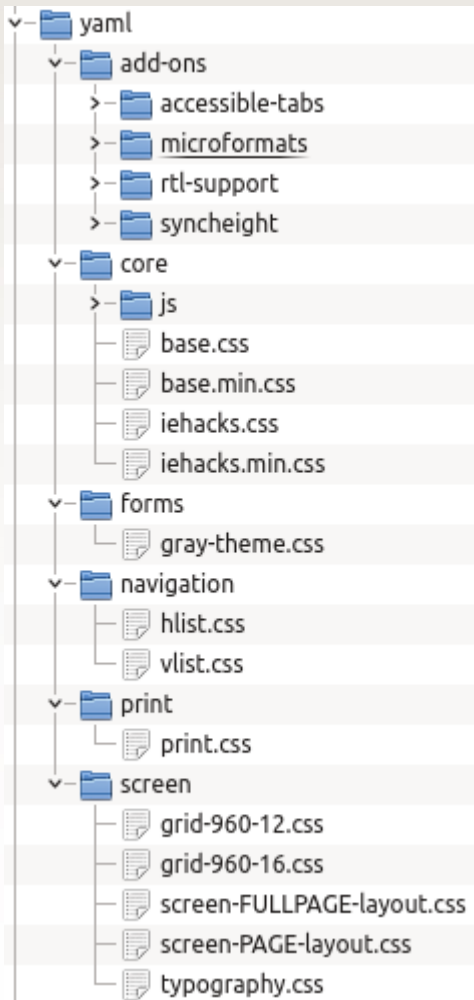 yaml
add-ons
accessible-tabs
microformats
rtl-support
syncheight
core
js
base.css
base.min.css
iehacks.css
iehacks.min.css
forms
gray-theme.css
navigation
hlist.css
vlist.css
print
print.css
screen
grid-960-12.css
grid-960-16.css
screen-FULLPAGE-layout.css
screen-PAGE-layout.css
typography.css